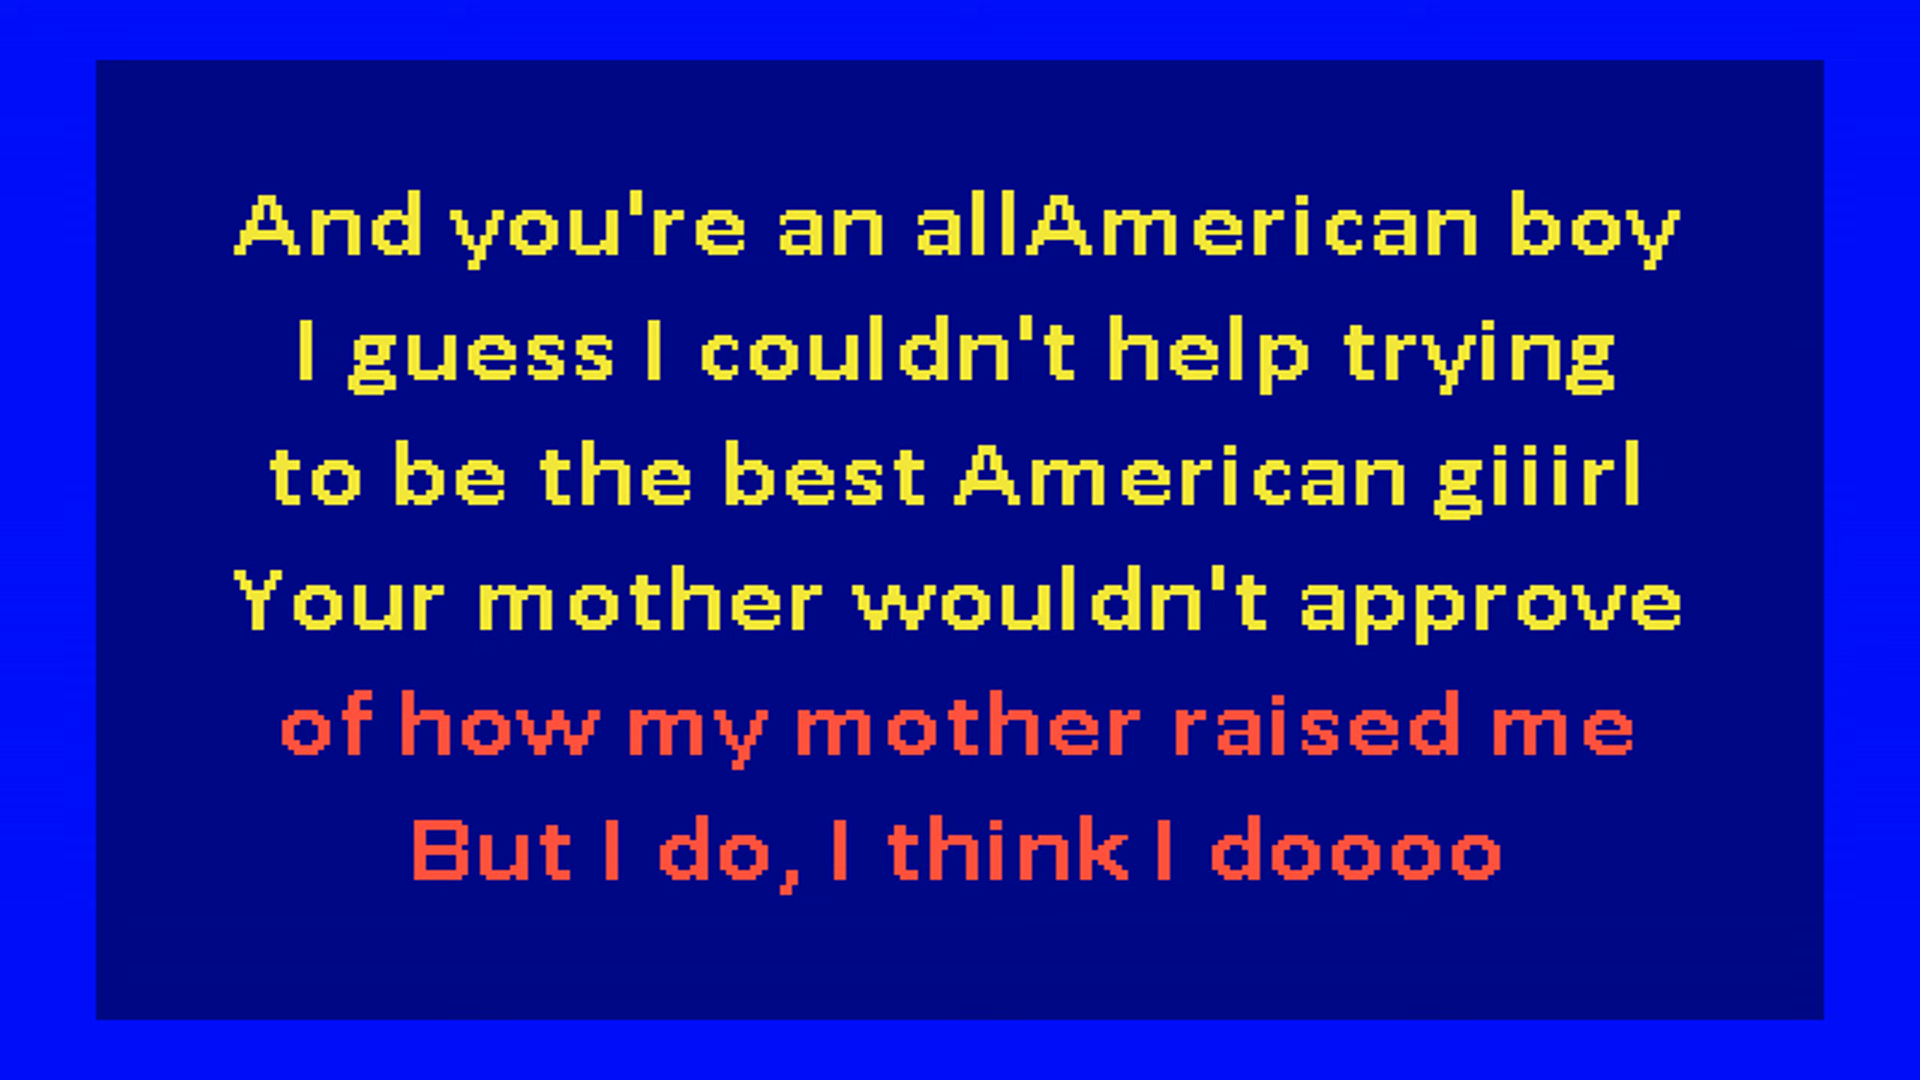 And you're an allAmerican boy
I guess I couldn't help trying
to be the best American giiirl
Your mother wouldn't approve
of how my mother raised me
But I do, I think I doooo